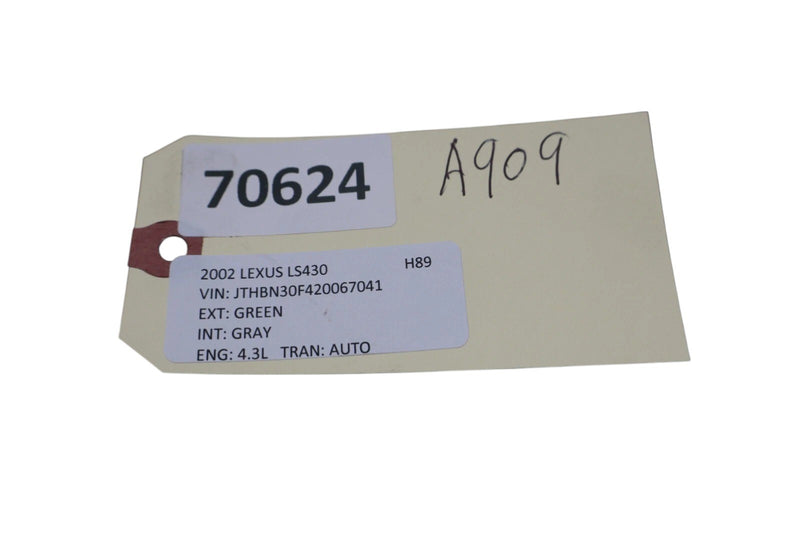 70624
A909
2002 LEXUS LS430 H89
VIN: JTHBN30F420067041
EXT: GREEN
INT: GRAY
ENG: 4.3L TRAN: AUTO